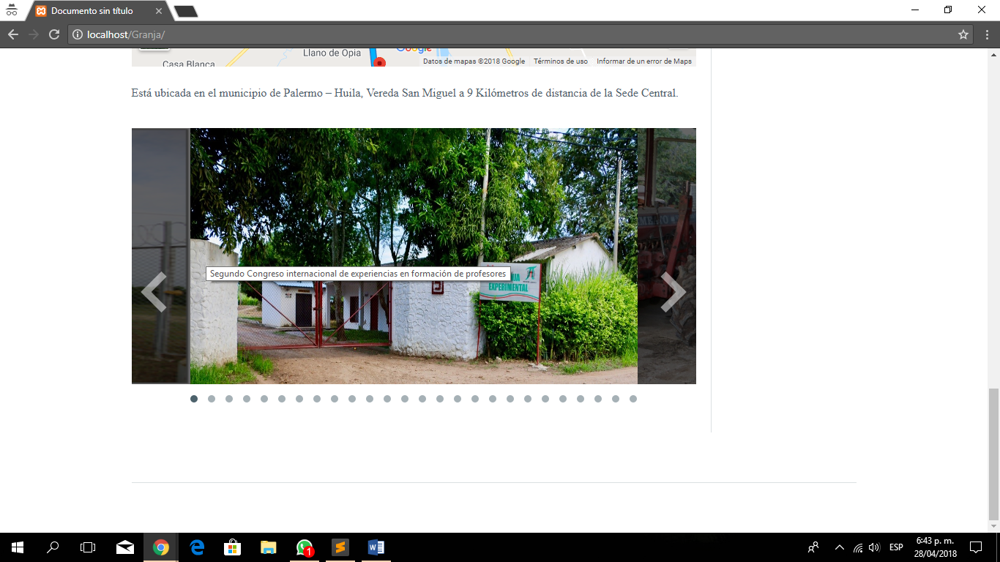 Documento sin título
localhost/Granja/
Llano de Opia
Google
Casa Blanca
Datos de mapas ©2018 Google
Términos de uso
Informar de un error de Maps
Está ubicada en el municipio de Palermo – Huila, Vereda San Miguel a 9 Kilómetros de distancia de la Sede Central.
Segundo Congreso internacional de experiencias en formación de profesores
EXPERIMENTAL
1
ESP
6:43 p. m.
28/04/2018